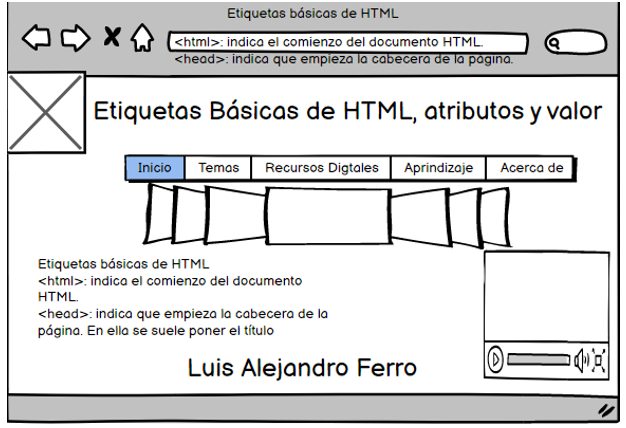 Etiquetas básicas de HTML
<html>: indica el comienzo del documento HTML.
<head>: indica que empieza la cabecera de la página.
Etiquetas Básicas de HTML, atributos y valor
Inicio Temas Recursos Digtales Aprindizaje Acerca de
Etiquetas básicas de HTML
<html>: indica el comienzo del documento
HTML.
<head>: indica que empieza la cabecera de la
página. En ella se suele poner el título
Luis Alejandro Ferro